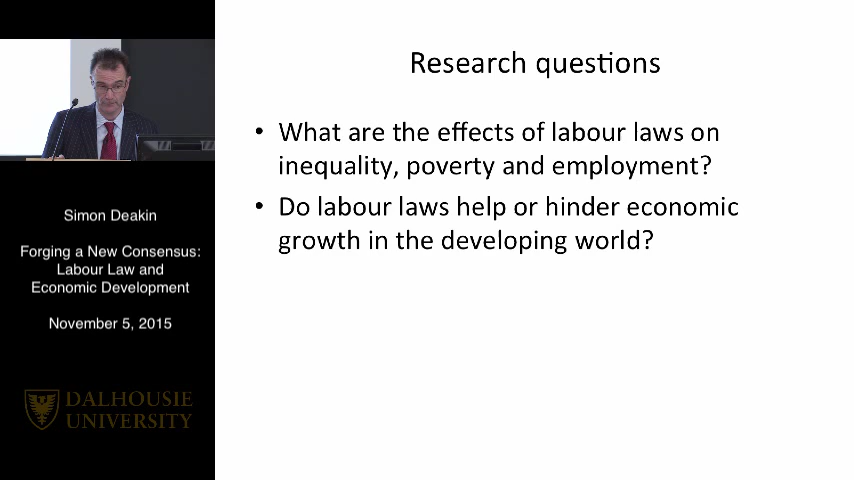 Research questions
• What are the effects of labour laws on
inequality, poverty and employment?
• Do labour laws help or hinder economic
growth in the developing world?
Simon Deakin
Forging a New Consensus:
Labour Law and
Economic Development
November 5, 2015
DALHOUSIE
UNIVERSITY